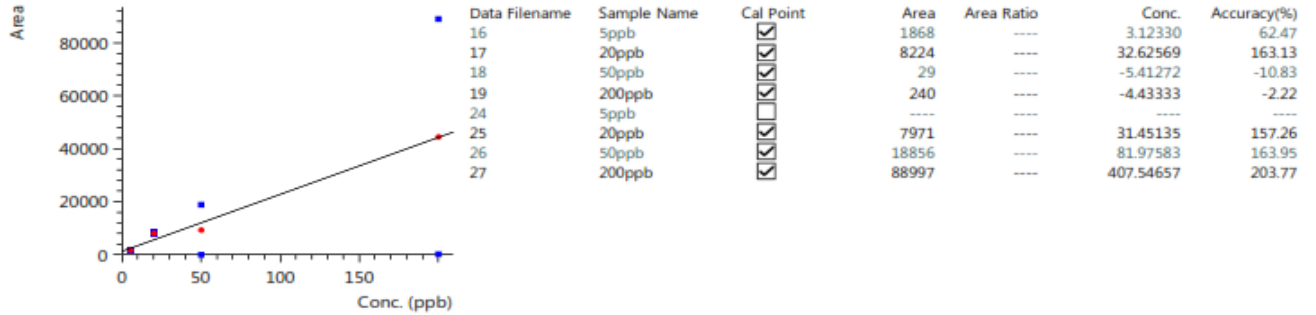 Area
80000
60000
40000
20000
0
0 50 100 150
Conc. (ppb)
Data Filename Sample Name Cal Point Area Area Ratio Conc. Accuracy(%)
16 5ppb 1868 ---- 3.12330 62.47
17 20ppb 8224 ---- 32.62569 163.13
18 50ppb 29 ---- -5.41272 -10.83
19 200ppb 240 ---- -4.43333 -2.22
24 5ppb ---- ---- ---- ----
25 20ppb 7971 ---- 31.45135 157.26
26 50ppb 18856 ---- 81.97583 163.95
27 200ppb 88997 ---- 407.54657 203.77